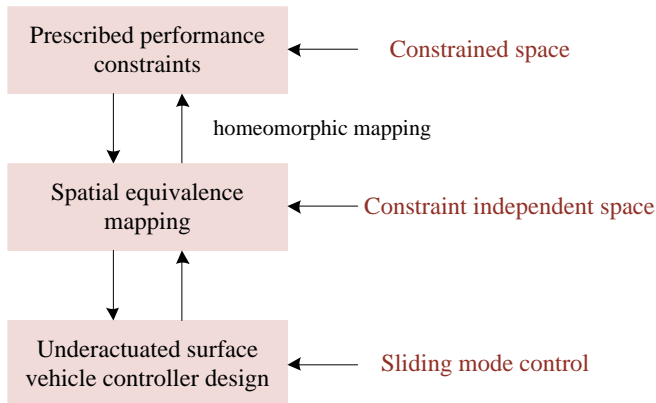 Prescribed performance
constraints
Constrained space
homeomorphic mapping
Spatial equivalence
mapping
Constraint independent space
Underactuated surface
vehicle controller design
Sliding mode control